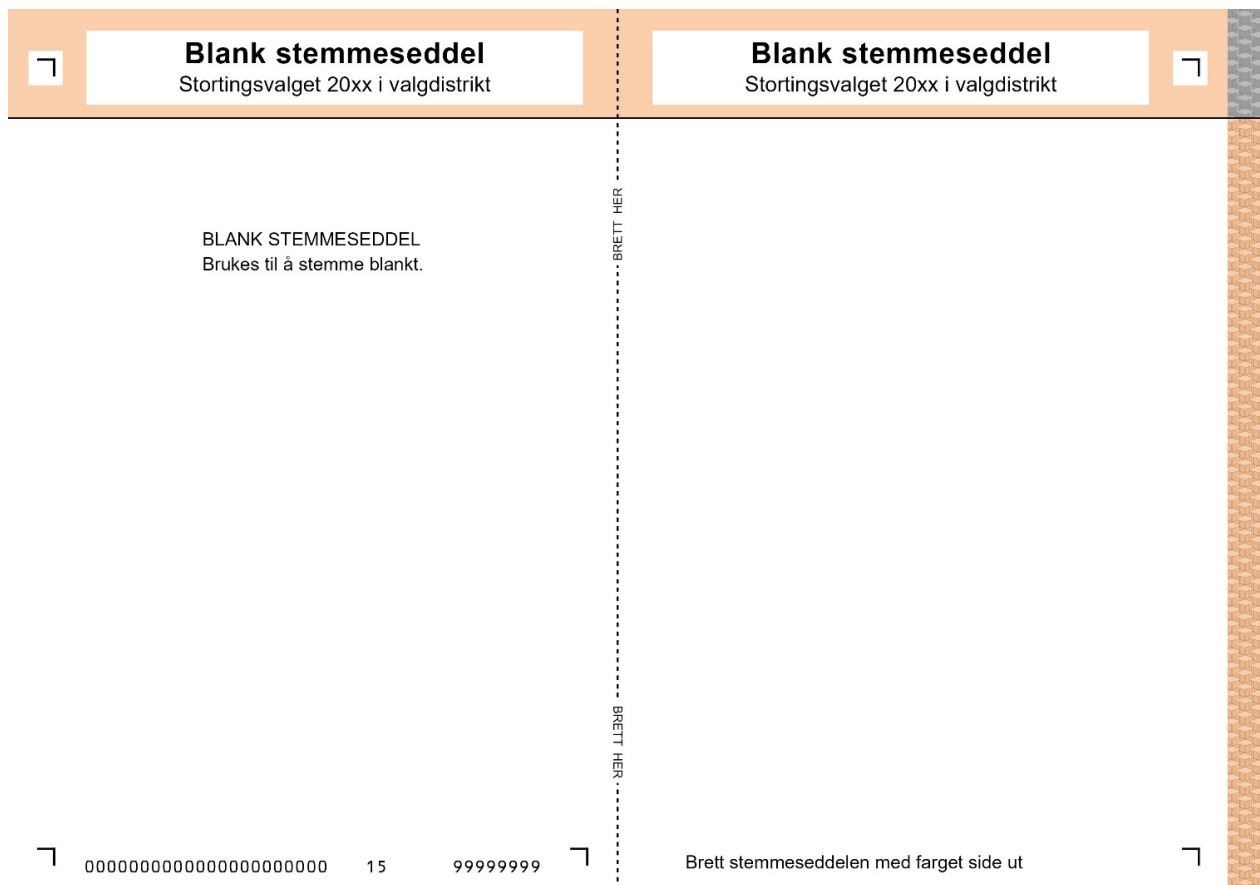 Blank stemmeseddel
Stortingsvalget 20xx i valgdistrikt
BLANK STEMMESEDDEL
Brukes til å stemme blankt.
0000000000000000000000 15 99999999
BRETT HER
BRETT HER
Blank stemmeseddel
Stortingsvalget 20xx i valgdistrikt
Brett stemmeseddelen med farget side ut